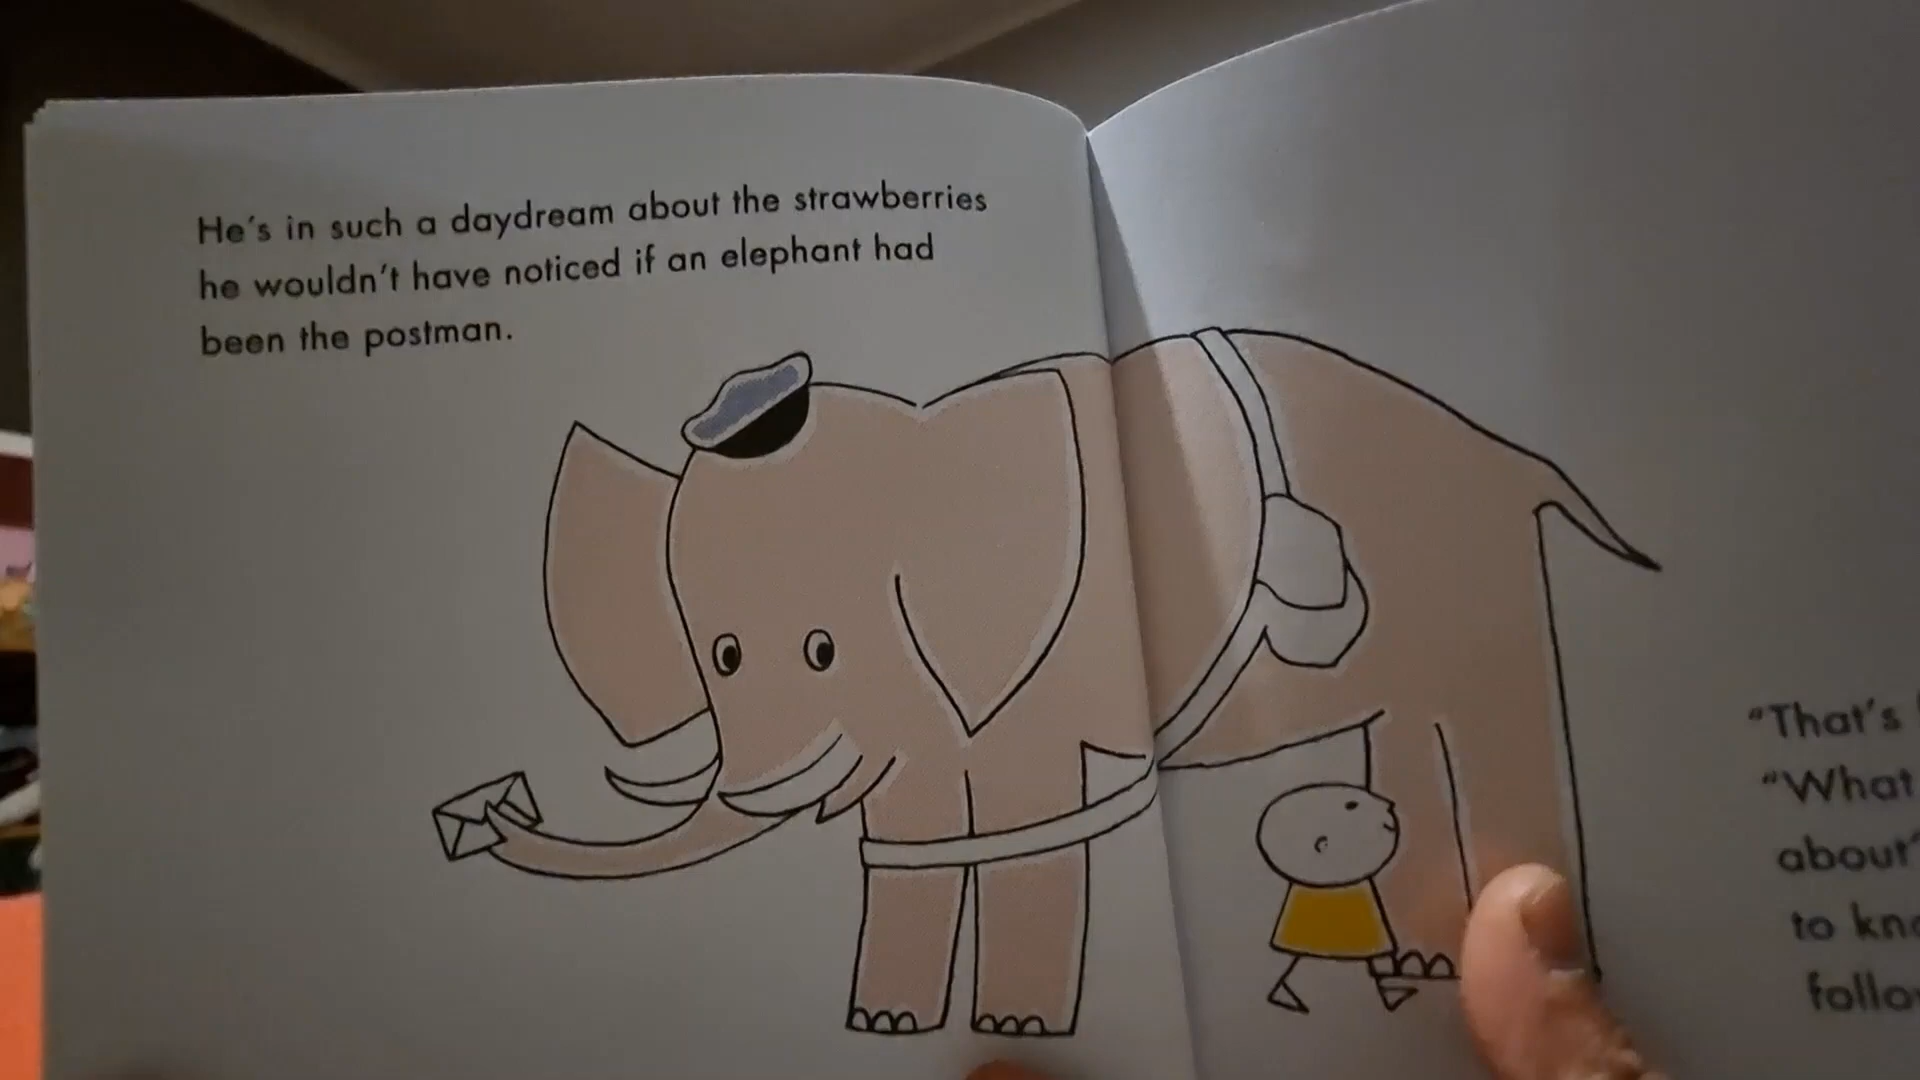 He's in such a daydream about the strawberries
he wouldn't have noticed if an elephant had
been the postman.
"That's
"What
about"
to